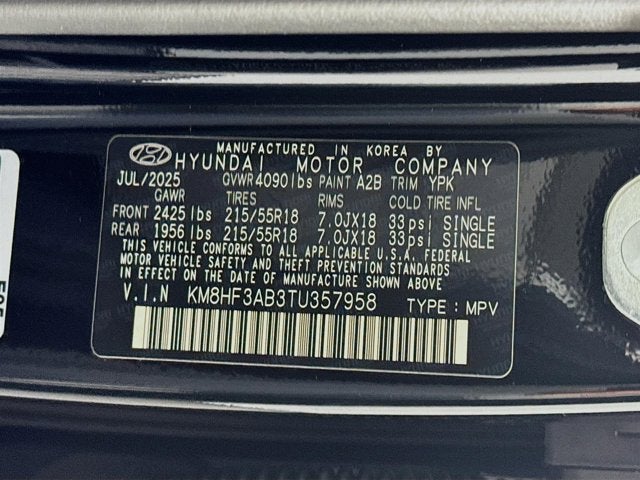 MANUFACTURED IN KOREA BY
HYUNDAI MOTOR COMPANY
JUL/2025 GVWR 4090lbs PAINT A2B TRIM YPK
GAWR TIRES RIMS COLD TIRE INFL
FRONT 2425lbs 215/55R18 7.0JX18 33psi SINGLE
REAR 1956lbs 215/55R18 7.0JX18 33psi SINGLE
THIS VEHICLE CONFORMS TO ALL APPLICABLE U.S.A. FEDERAL
MOTOR VEHICLE SAFETY AND THEFT PREVENTION STANDARDS
IN EFFECT ON THE DATE OF MANUFACTURE SHOWN ABOVE
V.I.N KM8HF3AB3TU357958 TYPE : MPV